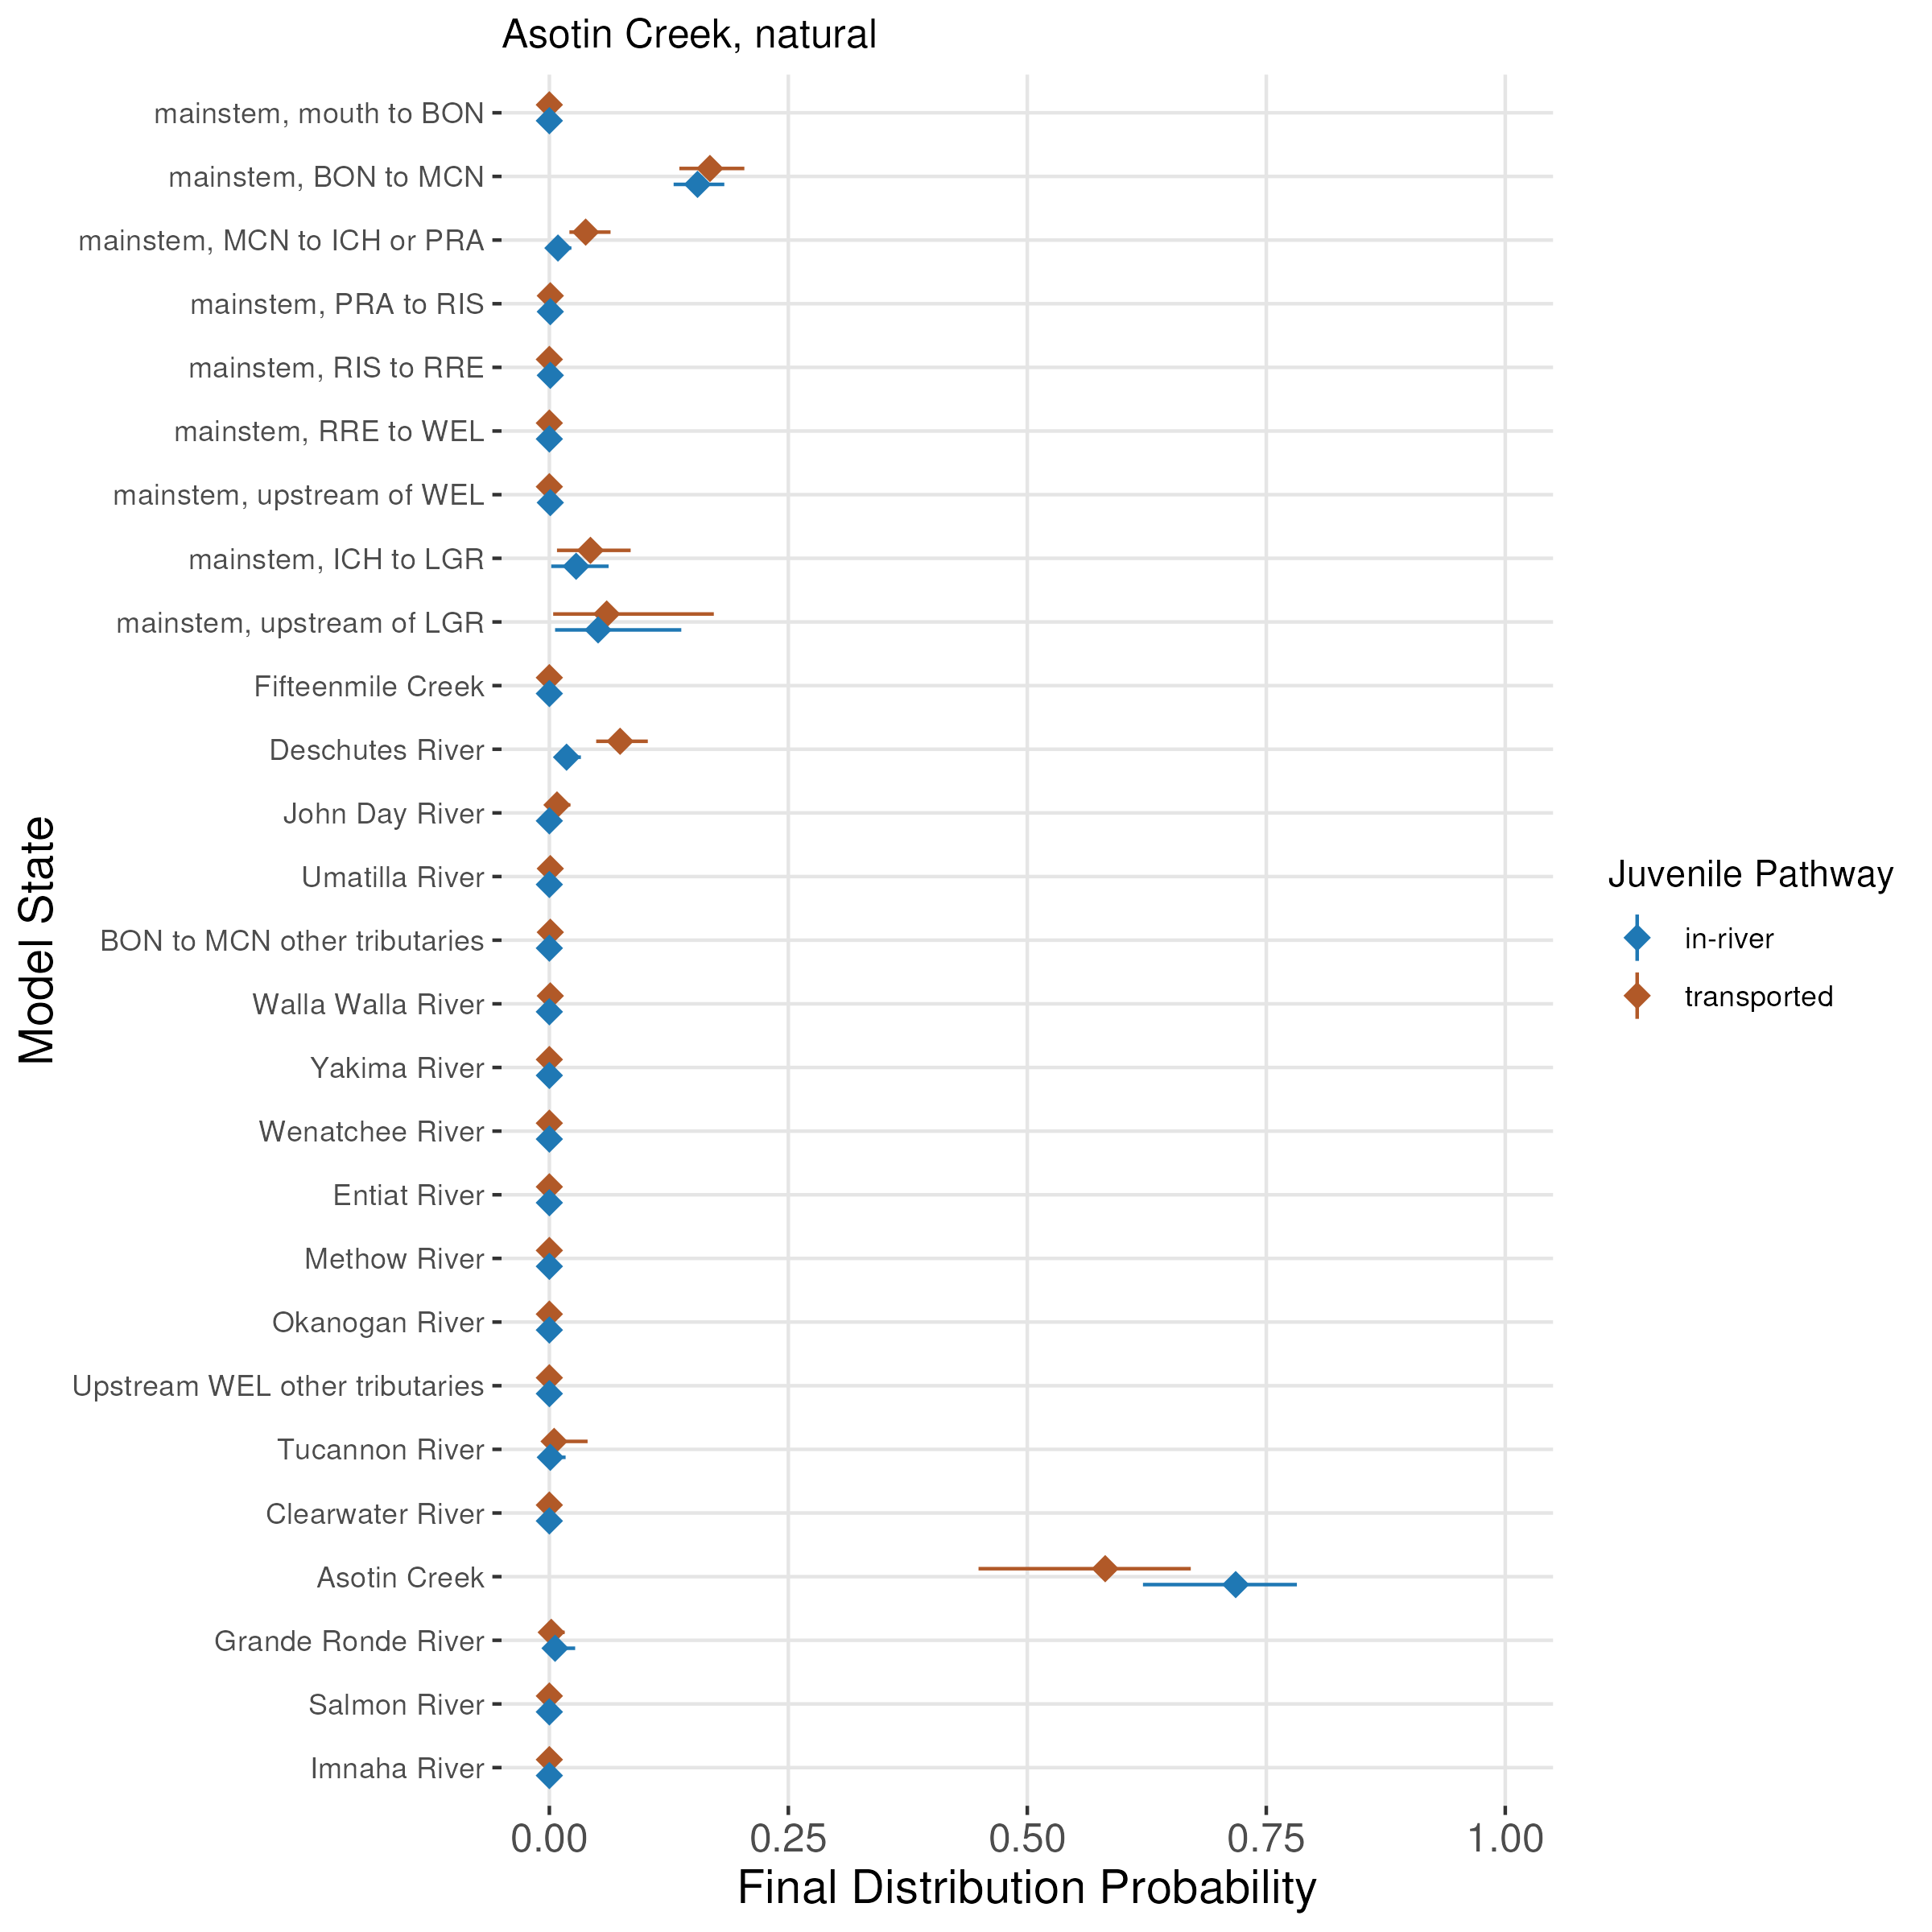 Asotin Creek, natural
mainstem, mouth to BON
mainstem, BON to MCN
mainstem, MCN to ICH or PRA
mainstem, PRA to RIS
mainstem, RIS to RRE
mainstem, RRE to WEL
mainstem, upstream of WEL
mainstem, ICH to LGR
mainstem, upstream of LGR
Fifteenmile Creek
Deschutes River
John Day River
Umatilla River
BON to MCN other tributaries
Walla Walla River
Yakima River
Wenatchee River
Entiat River
Methow River
Okanogan River
Upstream WEL other tributaries
Tucannon River
Clearwater River
Asotin Creek
Grande Ronde River
Salmon River
Imnaha River
Model State
0.00 0.25 0.50 0.75 1.00
Final Distribution Probability
Juvenile Pathway
in-river
transported